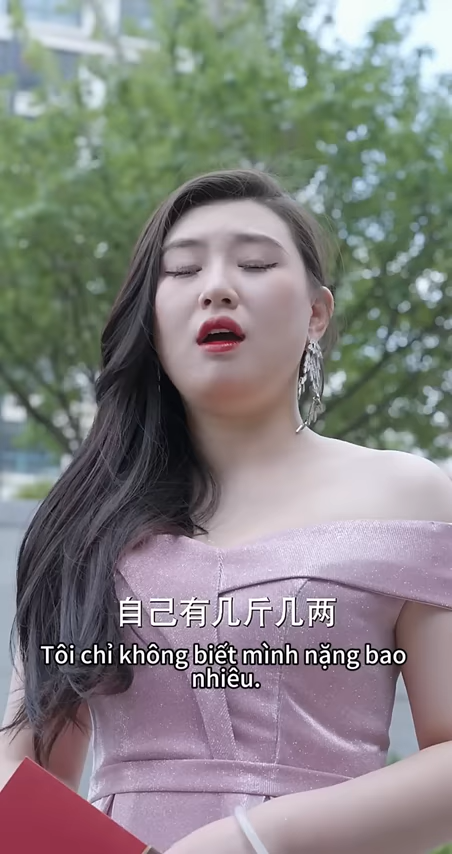 自己有几斤几两
Tôi chỉ không biết mình nặng bao
nhiêu.